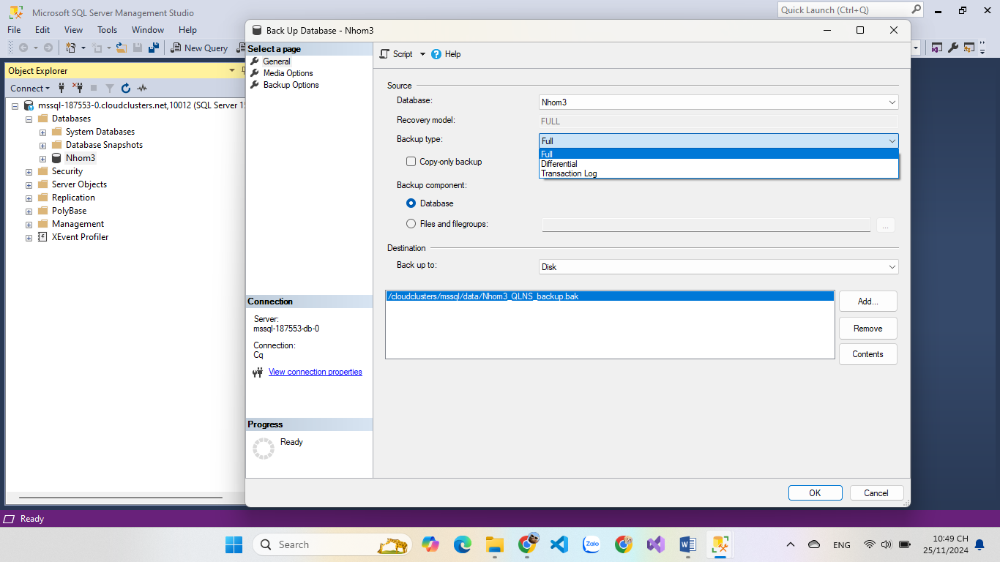 Microsoft SQL Server Management Studio
Quick Launch (Ctrl+Q)
File Edit View Tools Window Help
New Query
Object Explorer
Connect
mssql-187553-0.cloudclusters.net,10012 (SQL Server 1
Databases
System Databases
Database Snapshots
Nhom3
Security
Server Objects
Replication
PolyBase
Management
XEvent Profiler
Back Up Database - Nhom3
Select a page
General
Media Options
Backup Options
Connection
Server:
mssql-187553-db-0
Connection:
Cq
View connection properties
Progress
Ready
Script Help
Source
Database: Nhom3
Recovery model: FULL
Backup type: Full
Full
Differential
Transaction Log
Copy-only backup
Backup component:
Database
Files and filegroups:
...
Destination
Back up to: Disk
/cloudclusters/mssql/data/Nhom3_QLNS_backup.bak
Add...
Remove
Contents
OK Cancel
Ready
Search
Zalo
ENG
10:49 CH
25/11/2024